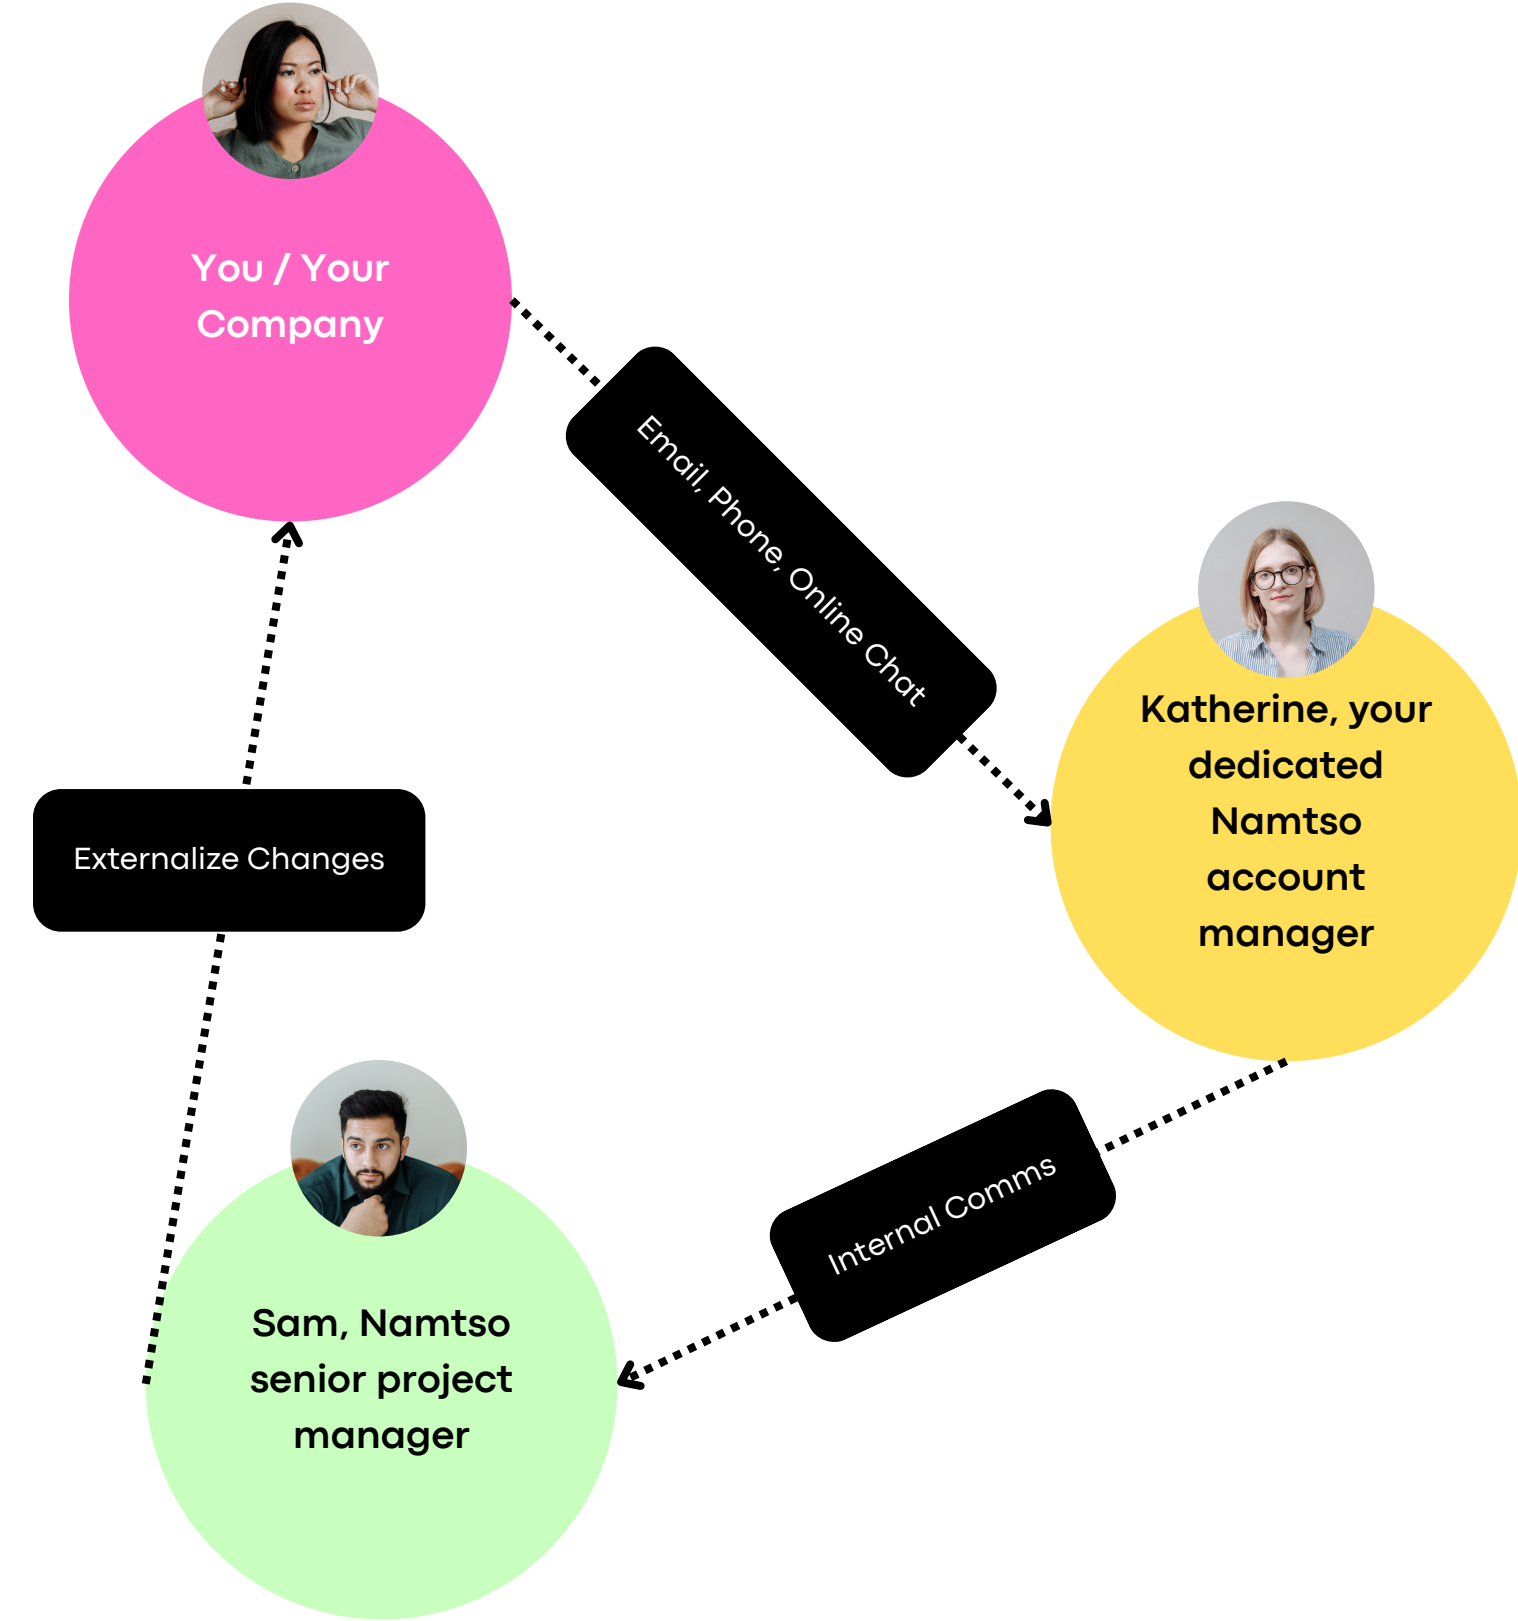 You / Your
Company
Email, Phone, Online Chat
Katherine, your
dedicated
Namtso
account
manager
Externalize Changes
Internal Comms
Sam, Namtso
senior project
manager